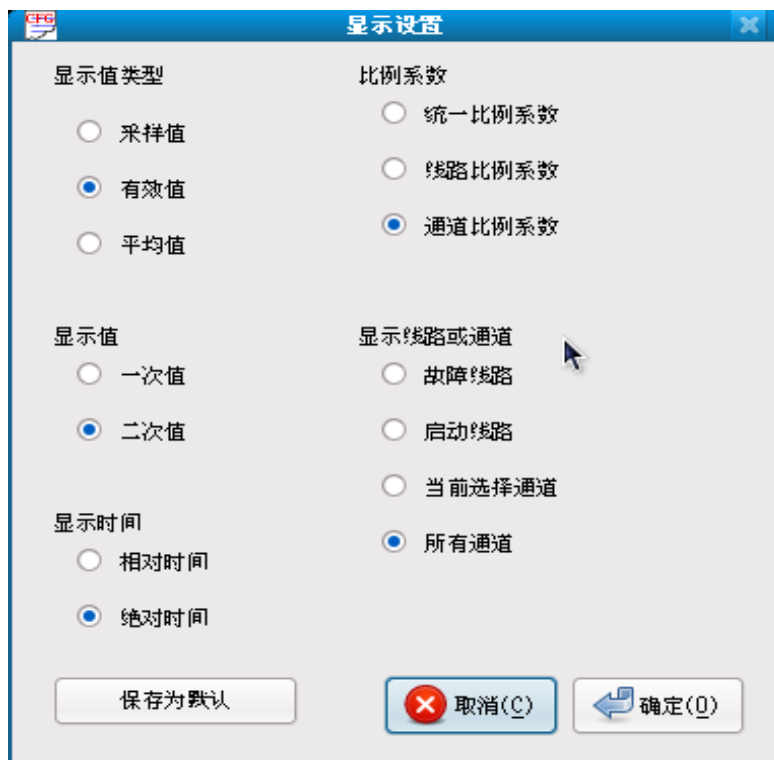 CFG
显示设置
显示值类型
采样值
有效值
平均值
比例系数
统一比例系数
线路比例系数
通道比例系数
显示值
一次值
二次值
显示线路或通道
故障线路
启动线路
当前选择通道
所有通道
显示时间
相对时间
绝对时间
保存为默认
取消(C)
确定(O)